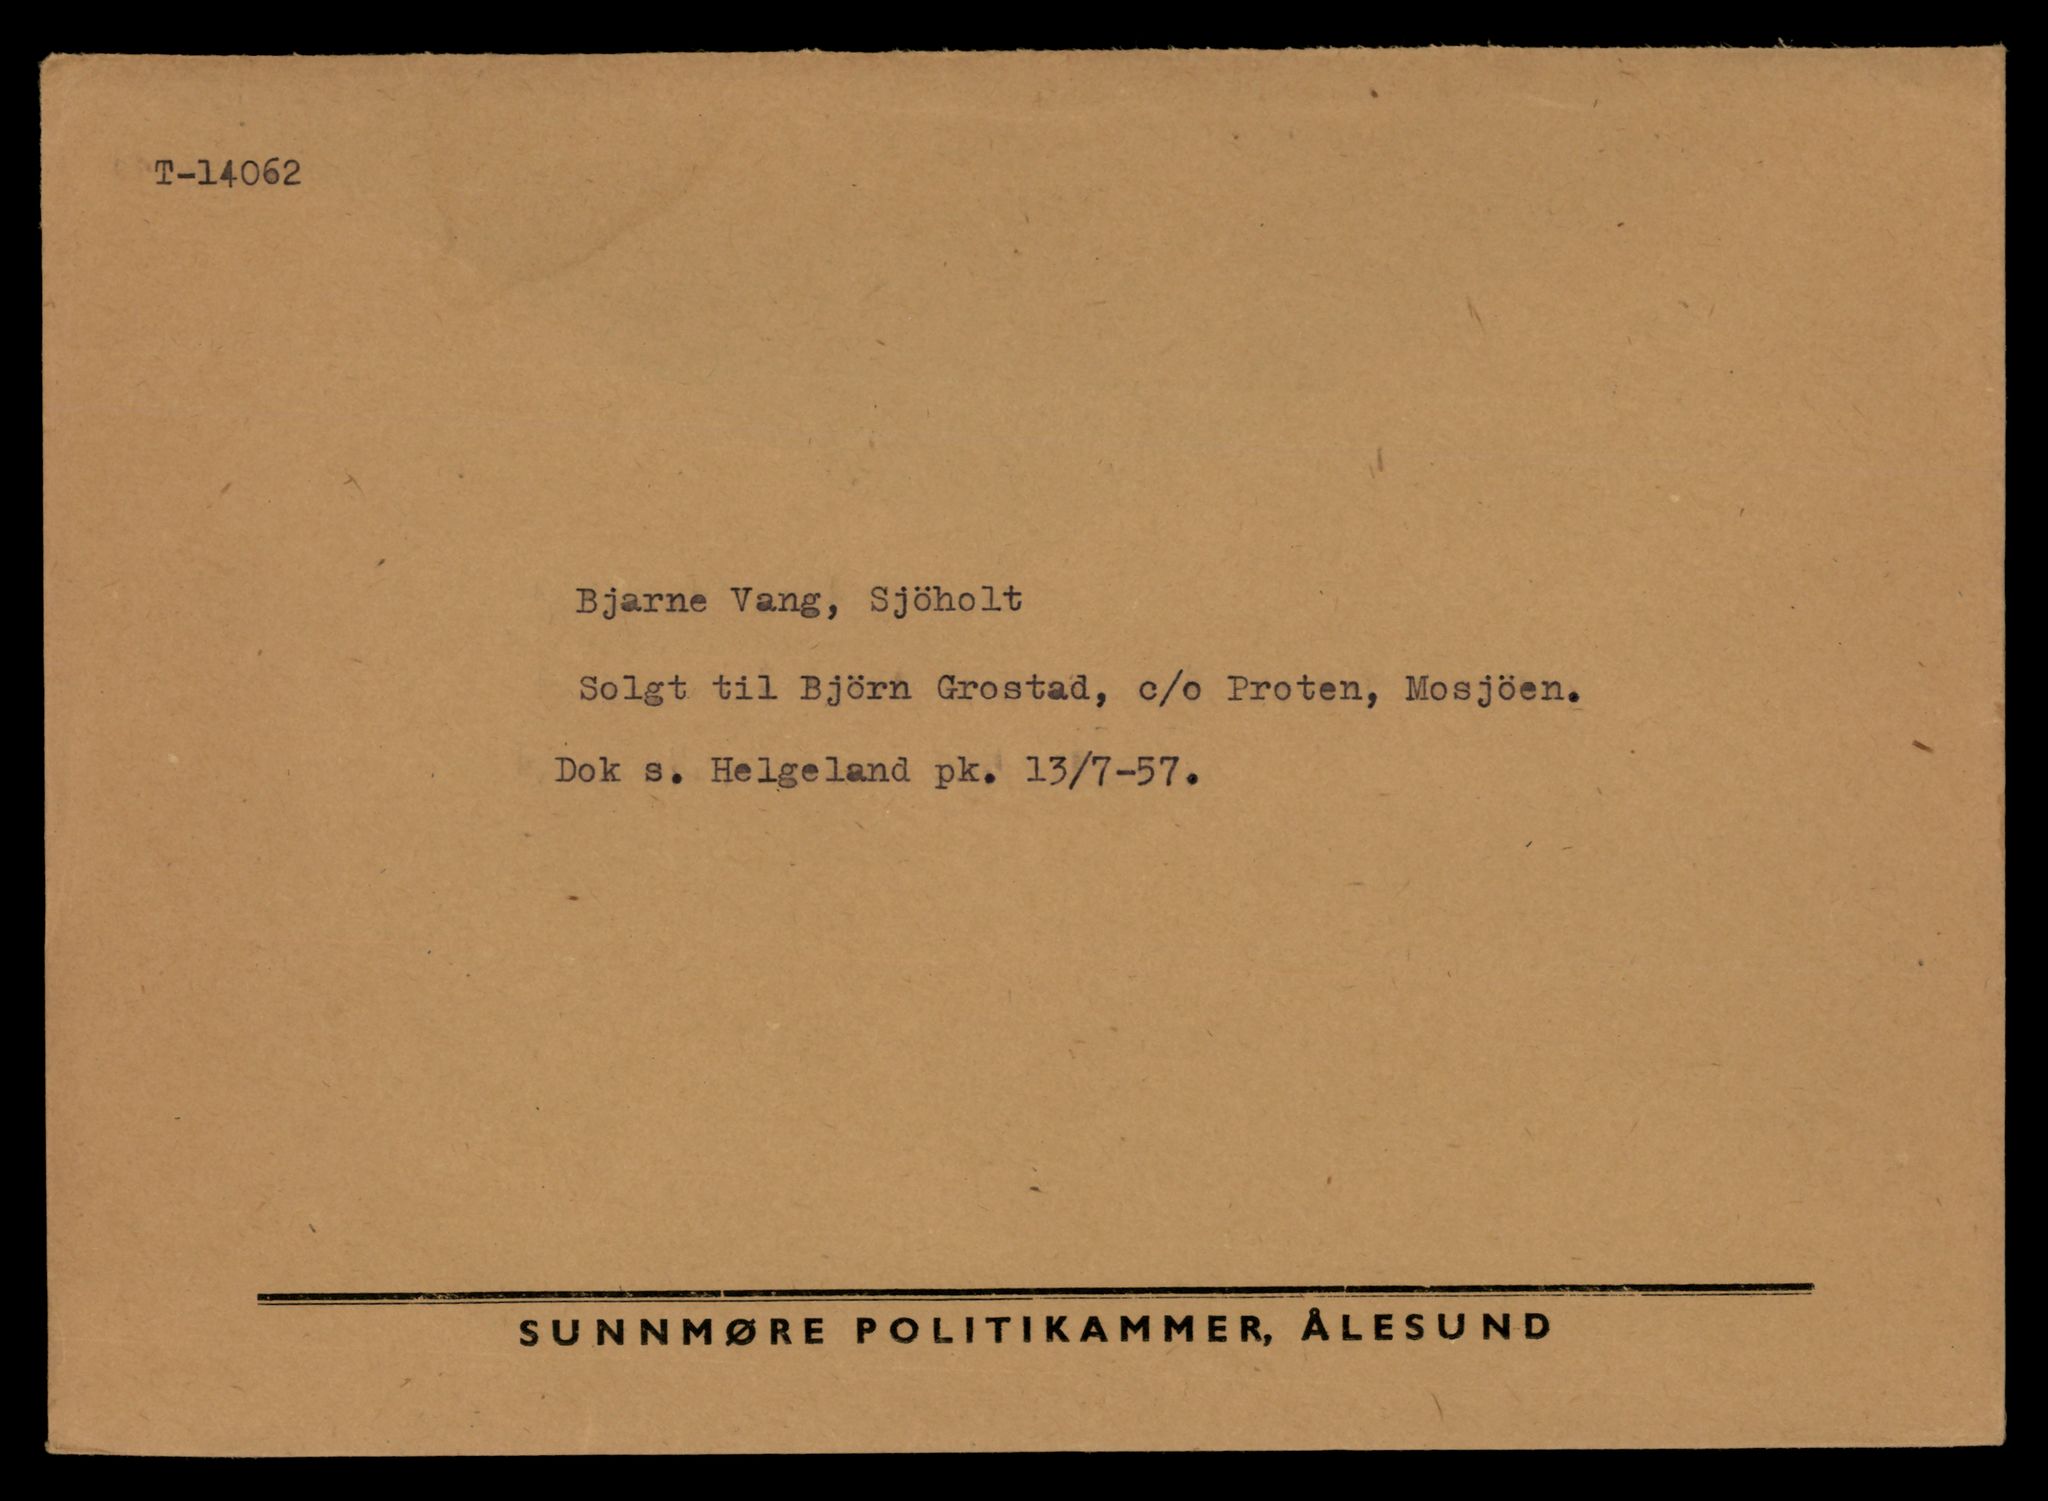 T-14062
Bjarne Vang, Sjöholt
Solgt til Björn Grostad, c/o Proten, Mosjöen.
Dok s. Helgeland pk. 13/7-57.
SUNNMØRE POLITIKAMMER, ÅLESUND